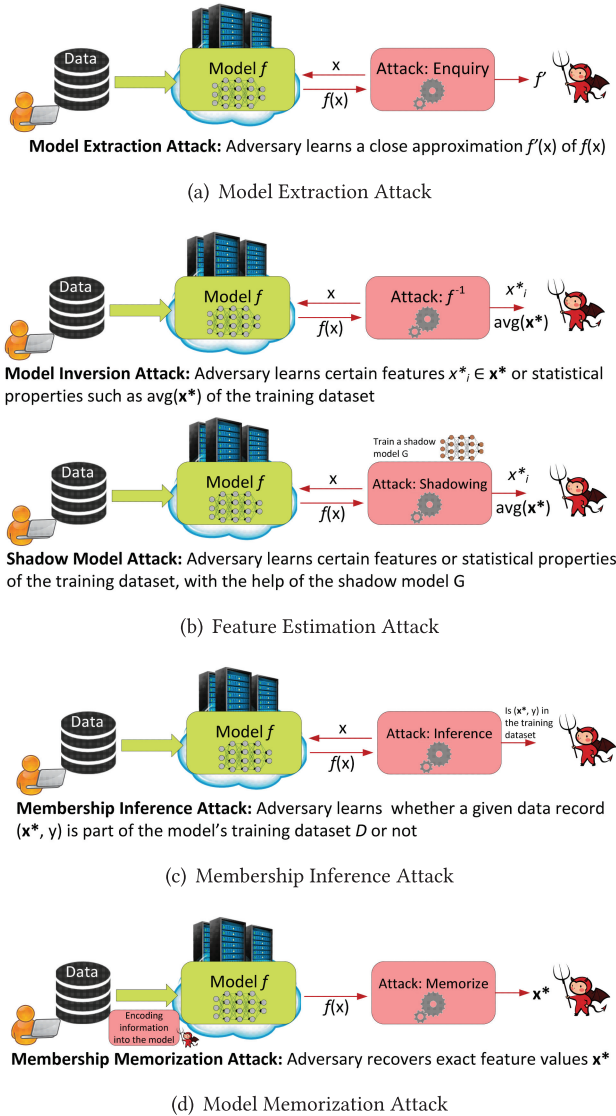 Data
Model f
x
f(x)
Attack: Enquiry
f'
Model Extraction Attack: Adversary learns a close approximation f'(x) of f(x)
(a) Model Extraction Attack
Data
Model f
x
f(x)
Attack: f⁻¹
x*ᵢ
avg(x*)
Model Inversion Attack: Adversary learns certain features x*ᵢ ∈ x* or statistical
properties such as avg(x*) of the training dataset
Data
Model f
x
f(x)
Train a shadow
model G
Attack: Shadowing
x*ᵢ
avg(x*)
Shadow Model Attack: Adversary learns certain features or statistical properties
of the training dataset, with the help of the shadow model G
(b) Feature Estimation Attack
Data
Model f
x
f(x)
Attack: Inference
Is (x*, y) in
the training
dataset
Membership Inference Attack: Adversary learns whether a given data record
(x*, y) is part of the model's training dataset D or not
(c) Membership Inference Attack
Data
Encoding
information
into the model
Model f
f(x)
Attack: Memorize
x*
Membership Memorization Attack: Adversary recovers exact feature values x*
(d) Model Memorization Attack